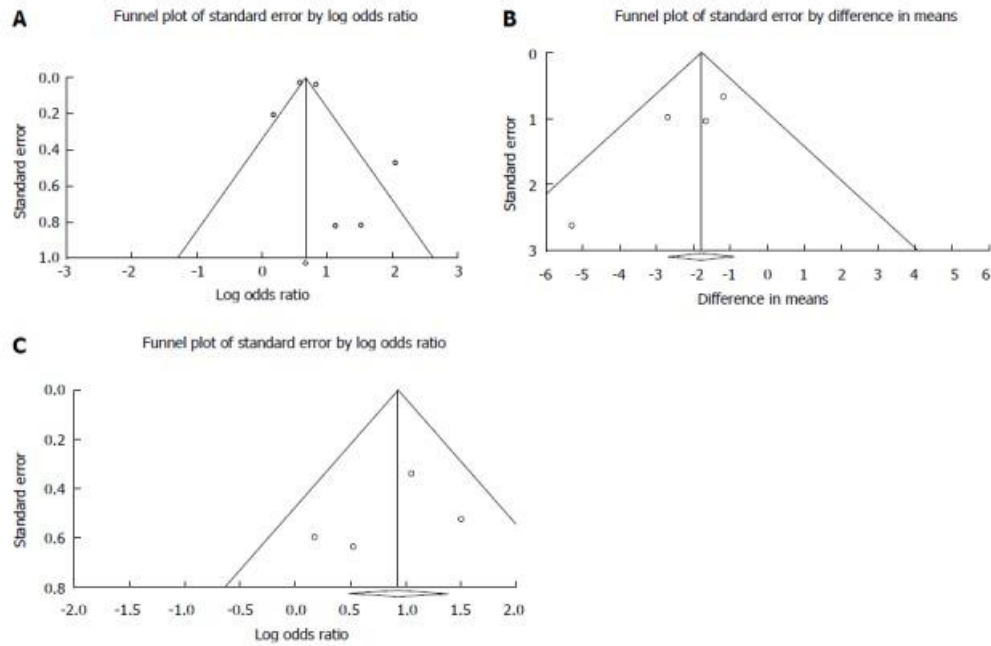 A
Funnel plot of standard error by log odds ratio
Standard error
0.0
0.2
0.4
0.6
0.8
1.0
-3 -2 -1 0 1 2 3
Log odds ratio
B
Funnel plot of standard error by difference in means
Standard error
0
1
2
3
-6 -5 -4 -3 -2 -1 0 1 2 3 4 5 6
Difference in means
C
Funnel plot of standard error by log odds ratio
Standard error
0.0
0.2
0.4
0.6
0.8
-2.0 -1.5 -1.0 -0.5 0.0 0.5 1.0 1.5 2.0
Log odds ratio